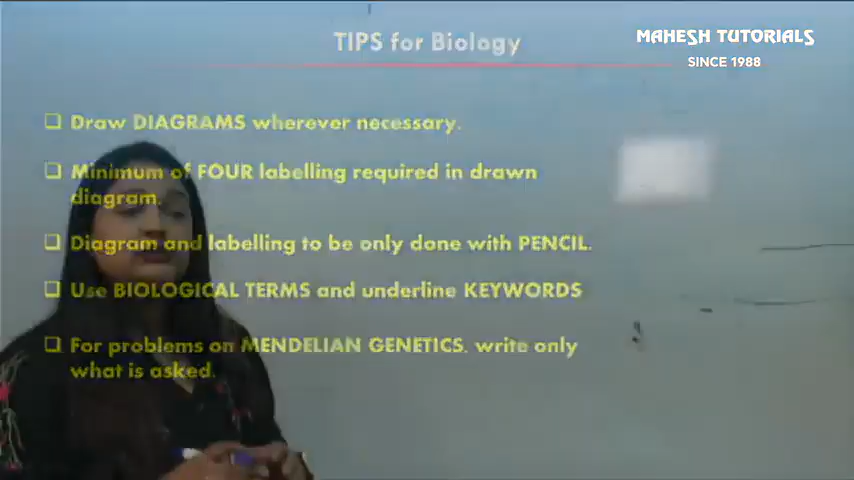 TIPS for Biology
MAHESH TUTORIALS
SINCE 1988
❑ Draw DIAGRAMS wherever necessary.
❑ Minimum of FOUR labelling required in drawn
diagram.
❑ Diagram and labelling to be only done with PENCIL.
❑ Use BIOLOGICAL TERMS and underline KEYWORDS
❑ For problems on MENDELIAN GENETICS, write only
what is asked.